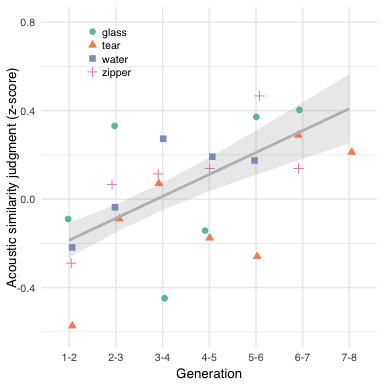 glass
tear
water
zipper
0.8
0.4
0.0
-0.4
Acoustic similarity judgment (z-score)
1-2 2-3 3-4 4-5 5-6 6-7 7-8
Generation